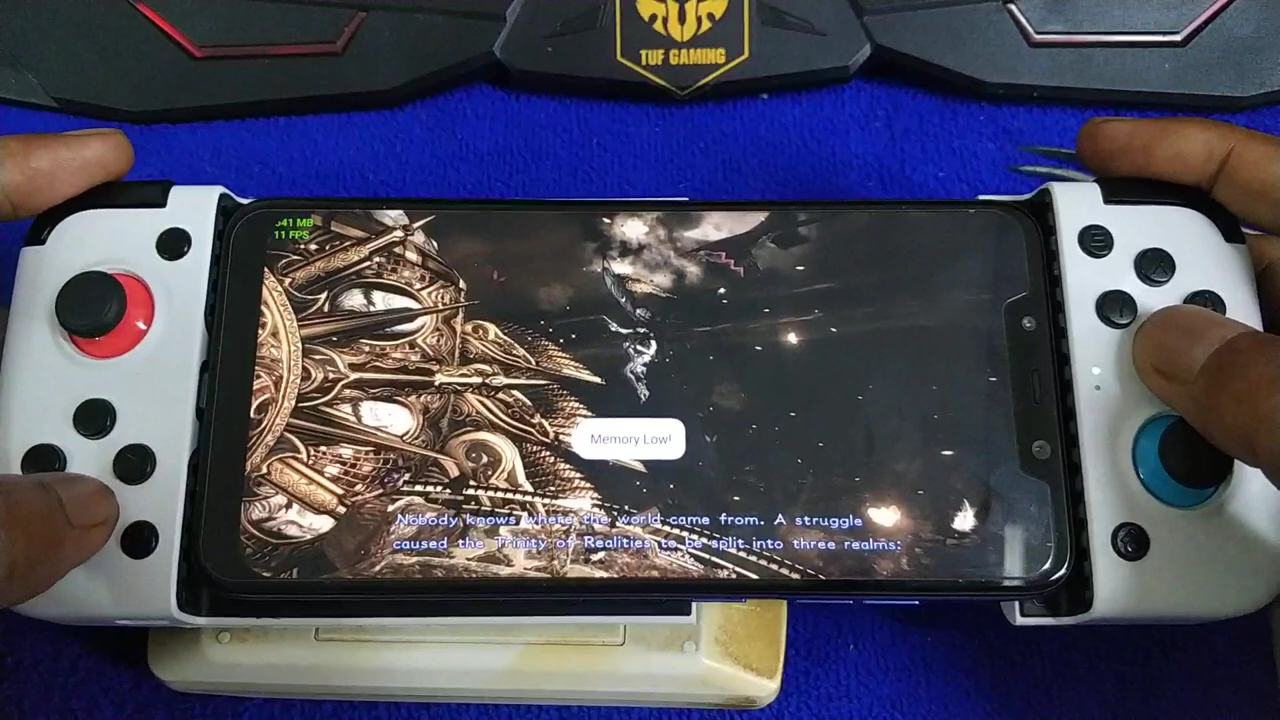 TUF GAMING
341 MB
11 FPS
Memory Low!
Nobody knows where the world came from. A struggle
caused the Trinity of Realities to be split into three realms: